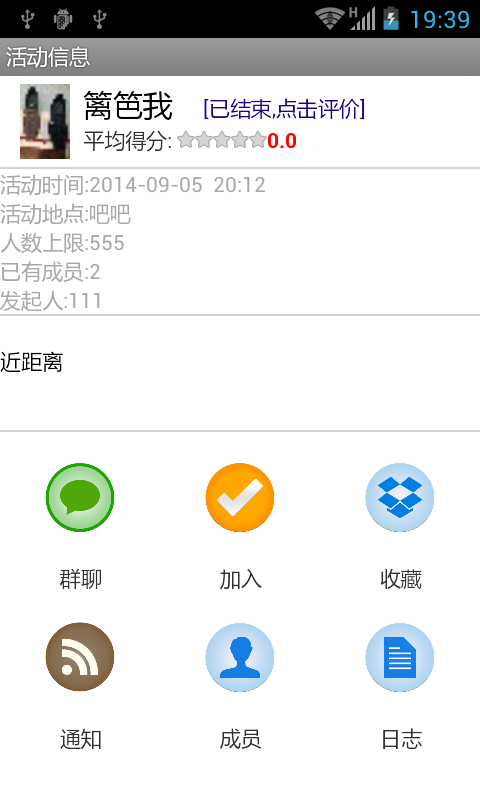 H 19:39
活动信息
篱笆我 [已结束,点击评价]
平均得分: 0.0
活动时间:2014-09-05 20:12
活动地点:吧吧
人数上限:555
已有成员:2
发起人:111
近距离
群聊 加入 收藏
通知 成员 日志